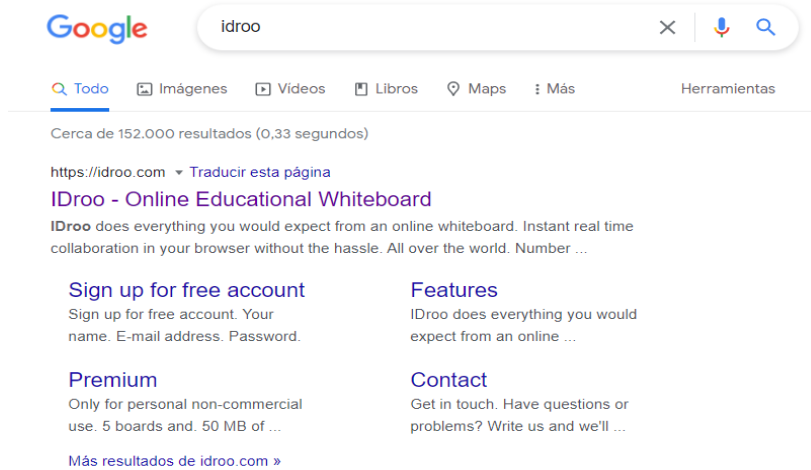 Google
idroo
Todo Imágenes Vídeos Libros Maps Más Herramientas
Cerca de 152.000 resultados (0,33 segundos)
https://idroo.com Traducir esta página
IDroo - Online Educational Whiteboard
IDroo does everything you would expect from an online whiteboard. Instant real time
collaboration in your browser without the hassle. All over the world. Number ...
Sign up for free account
Sign up for free account. Your
name. E-mail address. Password.
Features
IDroo does everything you would
expect from an online ...
Premium
Only for personal non-commercial
use. 5 boards and. 50 MB of ...
Contact
Get in touch. Have questions or
problems? Write us and we'll ...
Más resultados de idroo.com »